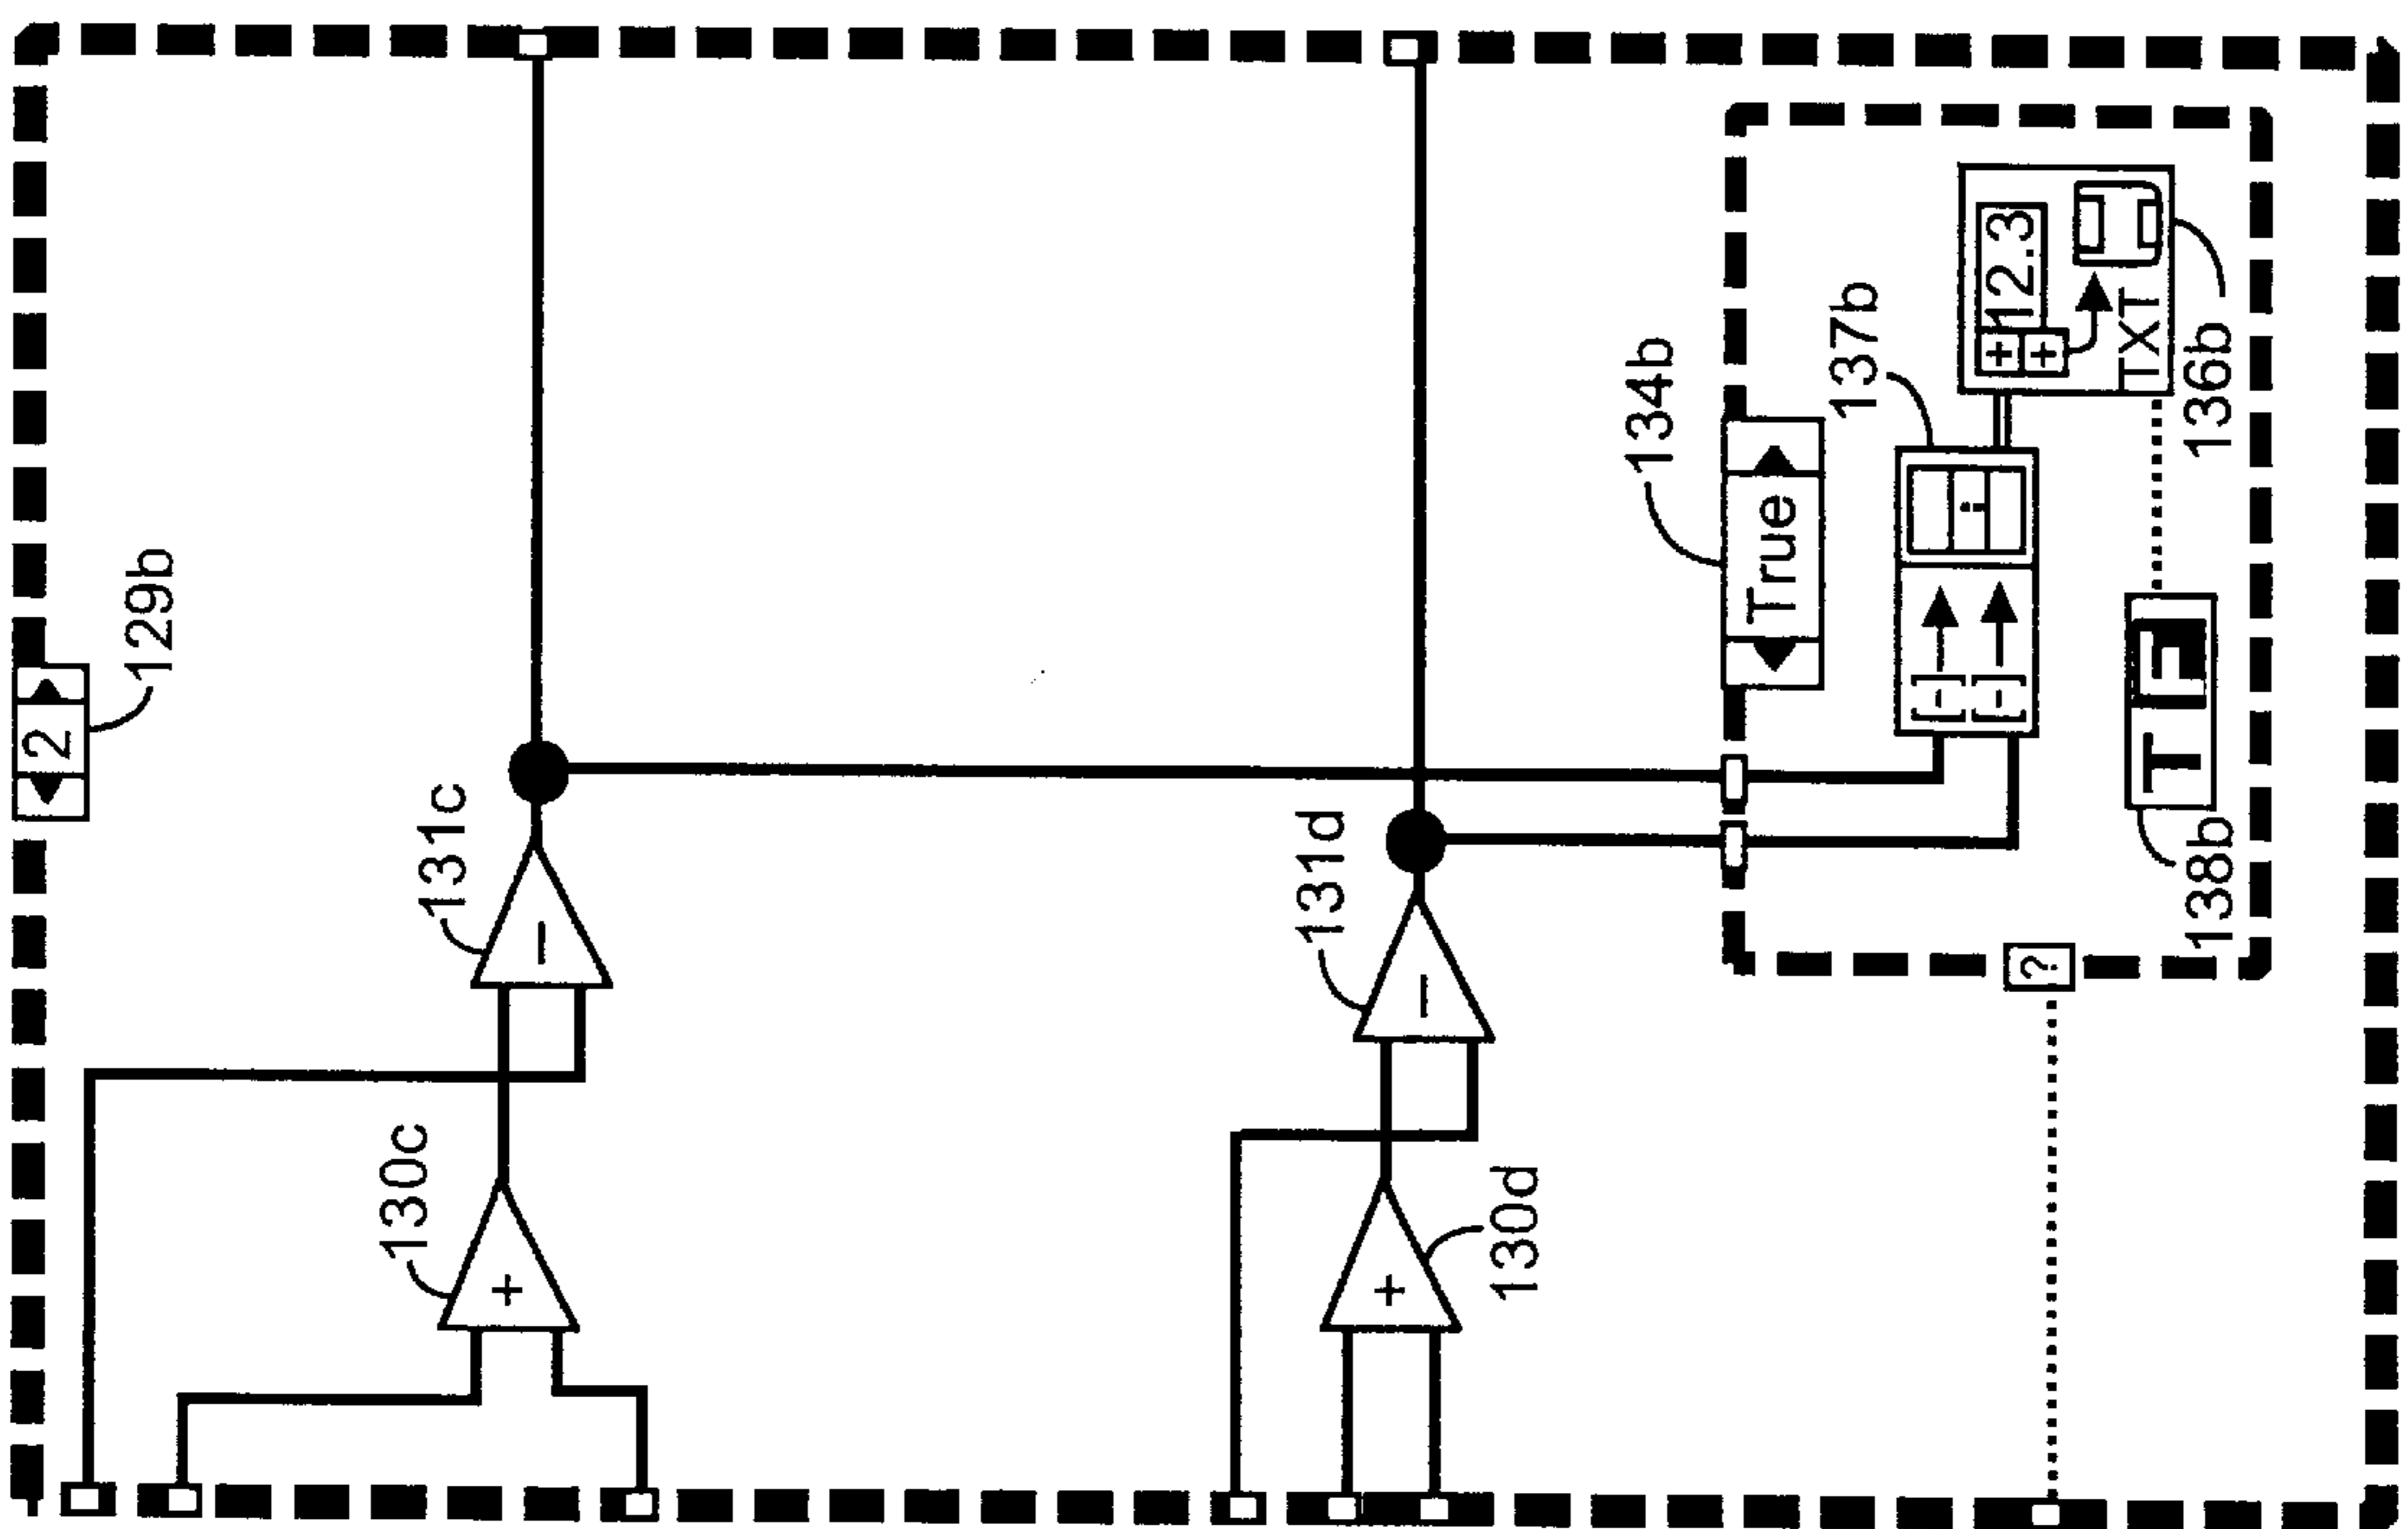 2
129b
130c
131c
130d
131d
134b
True
137b
[-]
[-]
?
138b
T F
+
+
12.3
TXT
136b
+
−
+
−